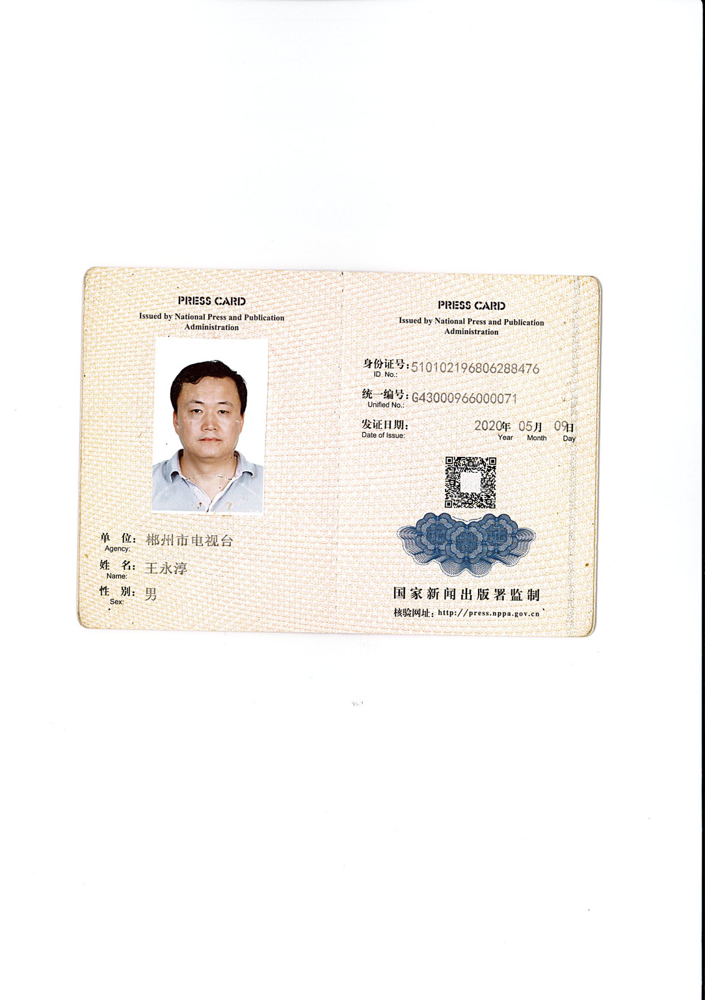 PRESS CARD
Issued by National Press and Publication
Administration
单 位：郴州市电视台
Agency:
姓 名：王永淳
Name:
性 别：男
Sex:
PRESS CARD
Issued by National Press and Publication
Administration
身份证号:510102196806288476
ID No.:
统一编号:G43000966000071
Unified No.:
发证日期: 2020年 05月 09日
Date of Issue: Year Month Day
国家新闻出版署监制
核验网址: http://press.nppa.gov.cn